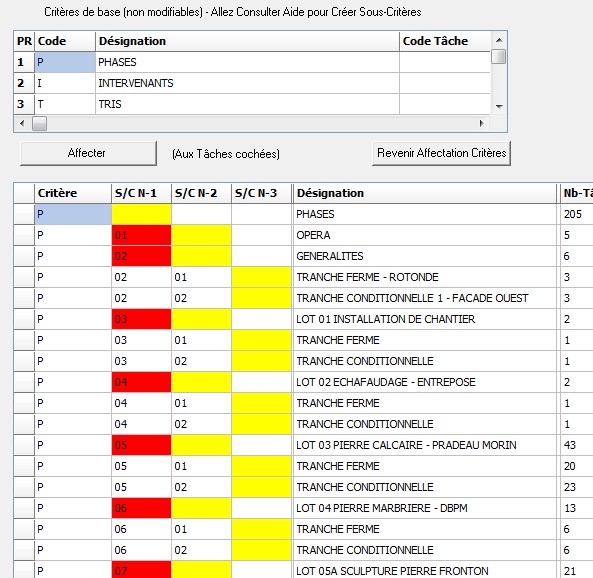 Critères de base (non modifiables) - Allez Consulter Aide pour Créer Sous-Critères
PR Code Désignation Code Tâche
1 P PHASES
2 I INTERVENANTS
3 T TRIS
Affecter (Aux Tâches cochées) Revenir Affectation Critères
Critère S/C N-1 S/C N-2 S/C N-3 Désignation Nb-Tâ
P PHASES 205
P 01 OPERA 5
P 02 GENERALITES 6
P 02 01 TRANCHE FERME - ROTONDE 3
P 02 02 TRANCHE CONDITIONNELLE 1 - FACADE OUEST 3
P 03 LOT 01 INSTALLATION DE CHANTIER 2
P 03 01 TRANCHE FERME 1
P 03 02 TRANCHE CONDITIONNELLE 1
P 04 LOT 02 ECHAFAUDAGE - ENTREPOSE 2
P 04 01 TRANCHE FERME 1
P 04 02 TRANCHE CONDITIONNELLE 1
P 05 LOT 03 PIERRE CALCAIRE - PRADEAU MORIN 43
P 05 01 TRANCHE FERME 20
P 05 02 TRANCHE CONDITIONNELLE 23
P 06 LOT 04 PIERRE MARBRIERE - DBPM 13
P 06 01 TRANCHE FERME 6
P 06 02 TRANCHE CONDITIONNELLE 6
P 07 LOT 05A SCULPTURE PIERRE FRONTON 21